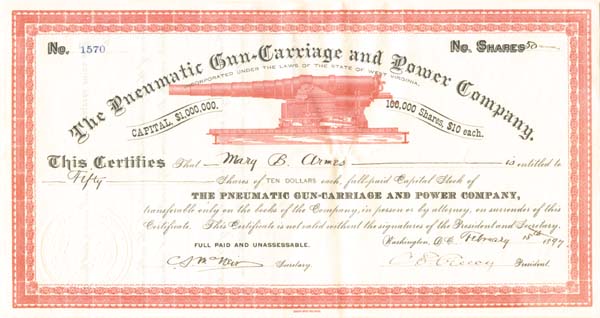 No. 1570
No. Shares 50
The Pneumatic Gun-Carriage and Power Company.
INCORPORATED UNDER THE LAWS OF THE STATE OF WEST VIRGINIA.
CAPITAL, $1,000,000.
100,000 Shares, $10 each.
This Certifies That Mary B. Armes is entitled to
Fifty Shares of TEN DOLLARS each, full-paid Capital Stock of
THE PNEUMATIC GUN-CARRIAGE AND POWER COMPANY,
transferable only on the books of the Company, in person or by attorney, on surrender of this
Certificate. This Certificate is not valid without the signatures of the President and Secretary.
Washington, D.C. February 15th 1897
FULL PAID AND UNASSESSABLE.
Secretary.
President.